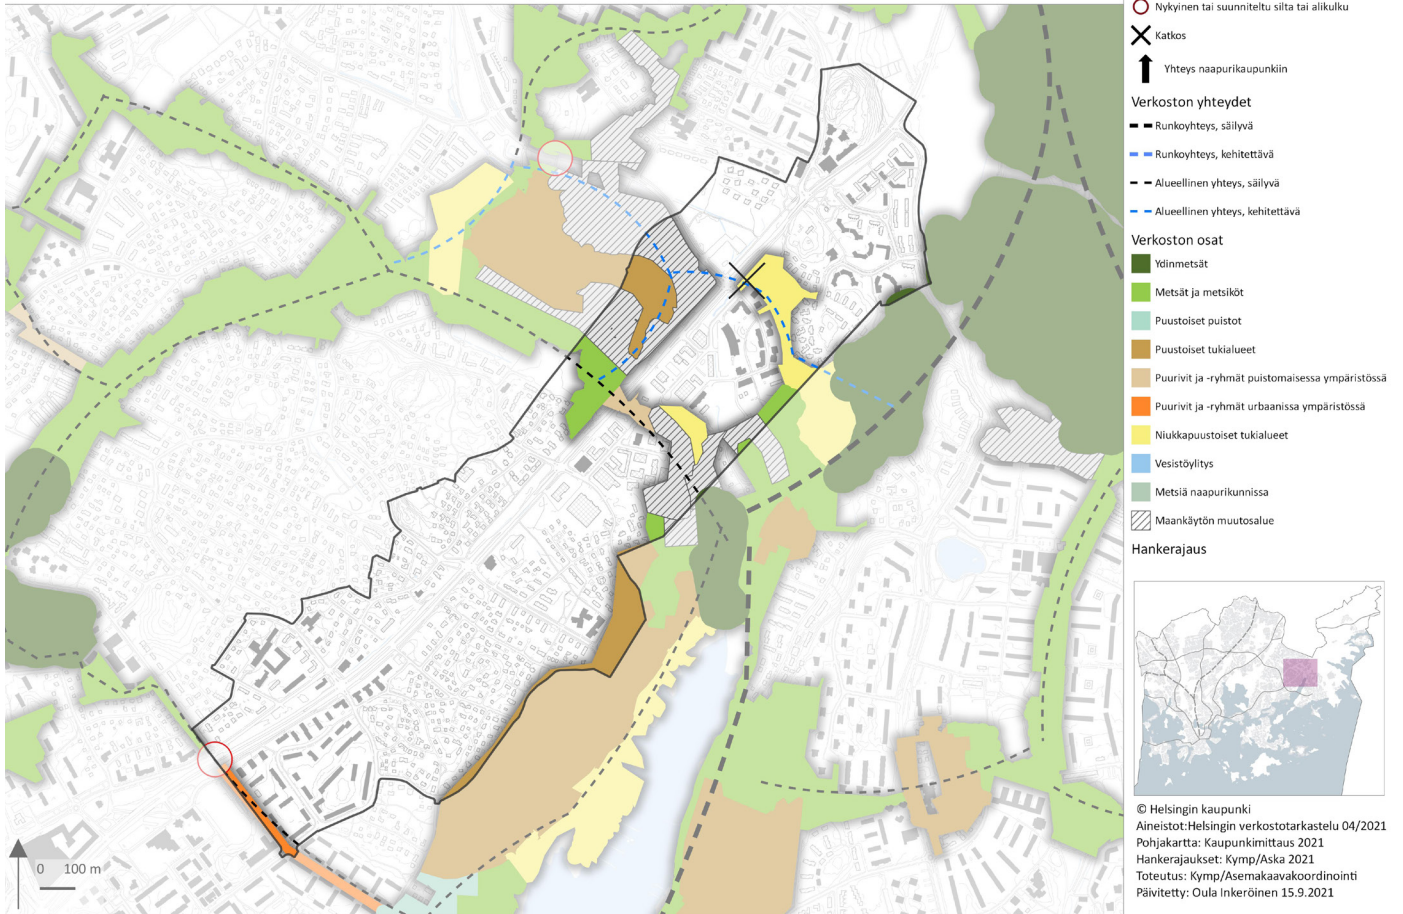 Nykyinen tai suunniteltu silta tai alikulku
Katkos
Yhteys naapurikaupunkiin
Verkoston yhteydet
Runkoyhteys, säilyvä
Runkoyhteys, kehitettävä
Alueellinen yhteys, säilyvä
Alueellinen yhteys, kehitettävä
Verkoston osat
Ydinmetsät
Metsät ja metsiköt
Puustoiset puistot
Puustoiset tukialueet
Puurivit ja -ryhmät puistomaisessa ympäristössä
Puurivit ja -ryhmät urbaanissa ympäristössä
Niukkapuustoiset tukialueet
Vesistöylitys
Metsiä naapurikunnissa
Maankäytön muutosalue
Hankerajaus
© Helsingin kaupunki
Aineistot:Helsingin verkostotarkastelu 04/2021
Pohjakartta: Kaupunkimittaus 2021
Hankerajaukset: Kymp/Aska 2021
Toteutus: Kymp/Asemakaavakoordinointi
Päivitetty: Oula Inkeröinen 15.9.2021
0 100 m